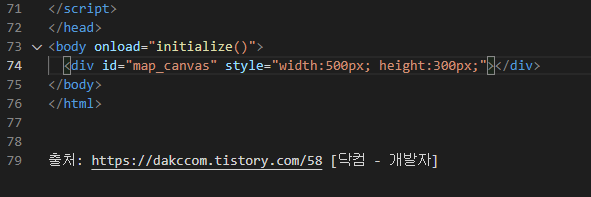 71 </script>
72 </head>
73 <body onload="initialize()">
74 <div id="map_canvas" style="width:500px; height:300px;"></div>
75 </body>
76 </html>
77
78
79 출처: https://dakccom.tistory.com/58 [닥컴 - 개발자]